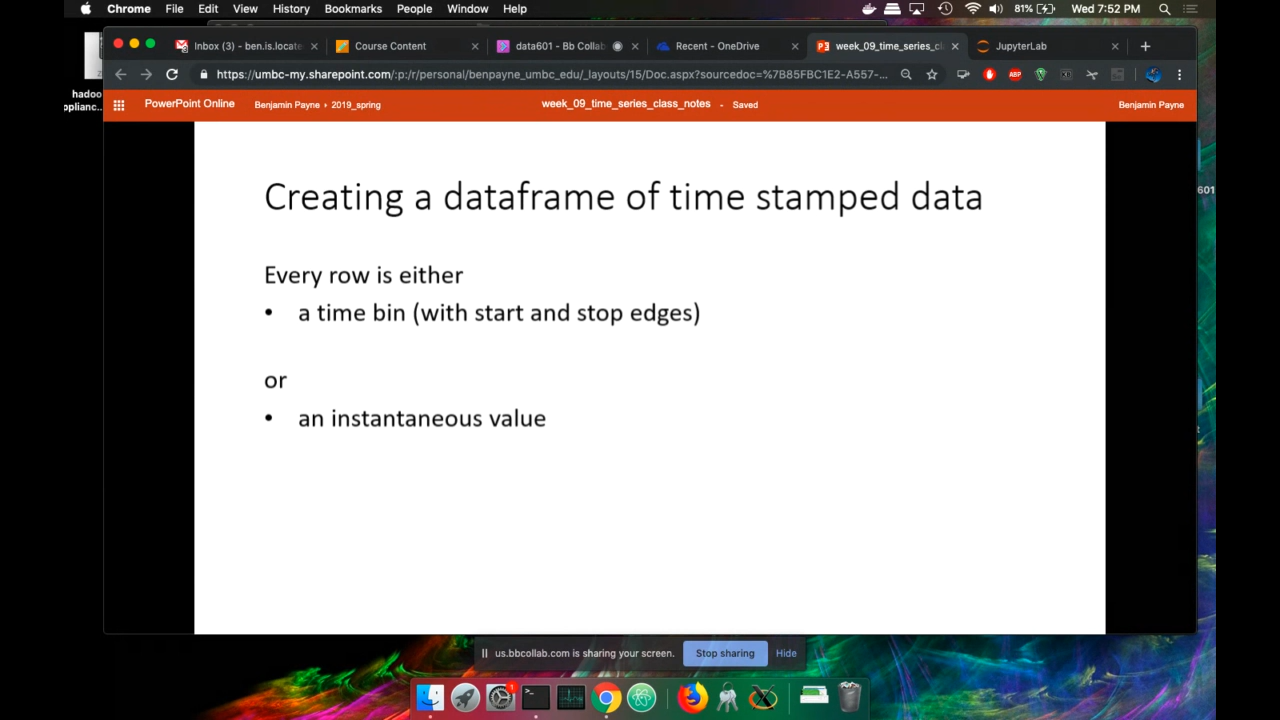 Chrome File Edit View History Bookmarks People Window Help 81% Wed 7:52 PM
Inbox (3) - ben.is.locate Course Content data601 - Bb Collab Recent - OneDrive week_09_time_series_cl JupyterLab
https://umbc-my.sharepoint.com/:p:/r/personal/benpayne_umbc_edu/_layouts/15/Doc.aspx?sourcedoc=%7B85FBC1E2-A557-...
hadoo
pplianc...
PowerPoint Online Benjamin Payne › 2019_spring week_09_time_series_class_notes - Saved Benjamin Payne
601
Creating a dataframe of time stamped data
Every row is either
• a time bin (with start and stop edges)
or
• an instantaneous value
us.bbcollab.com is sharing your screen. Stop sharing Hide